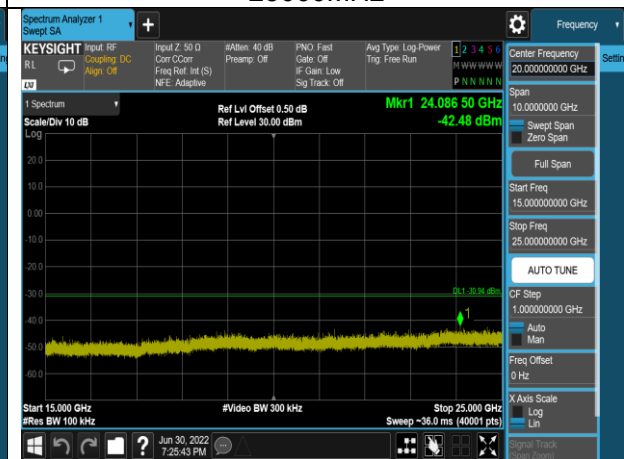 Spectrum Analyzer 1
Swept SA
+
Frequency
KEYSIGHT
RL
Input: RF
Coupling: DC
Align: Off
Input Z: 50 Ω
Corr CCorr
Freq Ref: Int (S)
NFE: Adaptive
#Atten: 40 dB
Preamp: Off
PNO: Fast
Gate: Off
IF Gain: Low
Sig Track: Off
Avg Type: Log-Power
Trig: Free Run
1 2 3 4 5 6
M W W W W W
P N N N N N
Center Frequency
20.000000000 GHz
Settin
Span
10.0000000 GHz
Swept Span
Zero Span
Full Span
Start Freq
15.000000000 GHz
Stop Freq
25.000000000 GHz
AUTO TUNE
CF Step
1.000000000 GHz
Auto
Man
Freq Offset
0 Hz
X Axis Scale
Log
Lin
Signal Track
(Span Zoom)
1 Spectrum
Scale/Div 10 dB
Ref Lvl Offset 0.50 dB
Ref Level 30.00 dBm
Mkr1 24.086 50 GHz
-42.48 dBm
Log
20.0
10.0
0.00
-10.0
-20.0
-30.0
-40.0
-50.0
-60.0
DL1 -30.94 dBm
1
Start 15.000 GHz
#Res BW 100 kHz
#Video BW 300 kHz
Stop 25.000 GHz
Sweep ~36.0 ms (40001 pts)
?
Jun 30, 2022
7:25:43 PM